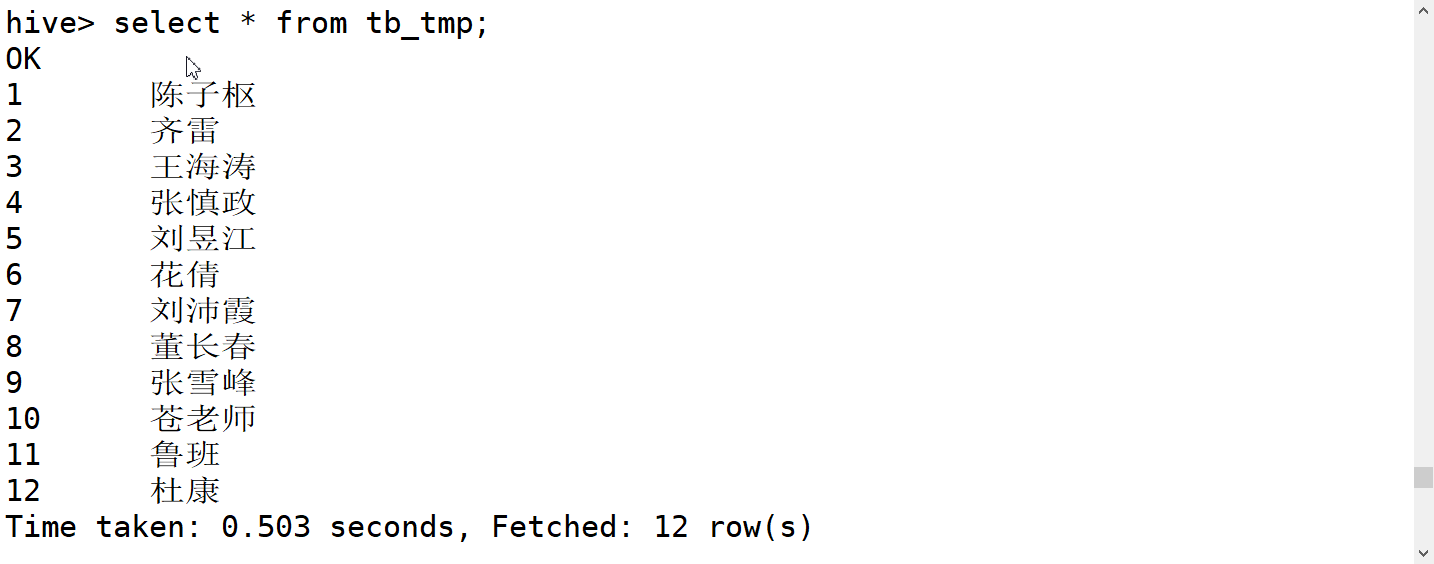 hive> select * from tb_tmp;
OK
1 陈子枢
2 齐雷
3 王海涛
4 张慎政
5 刘昱江
6 花倩
7 刘沛霞
8 董长春
9 张雪峰
10 苍老师
11 鲁班
12 杜康
Time taken: 0.503 seconds, Fetched: 12 row(s)